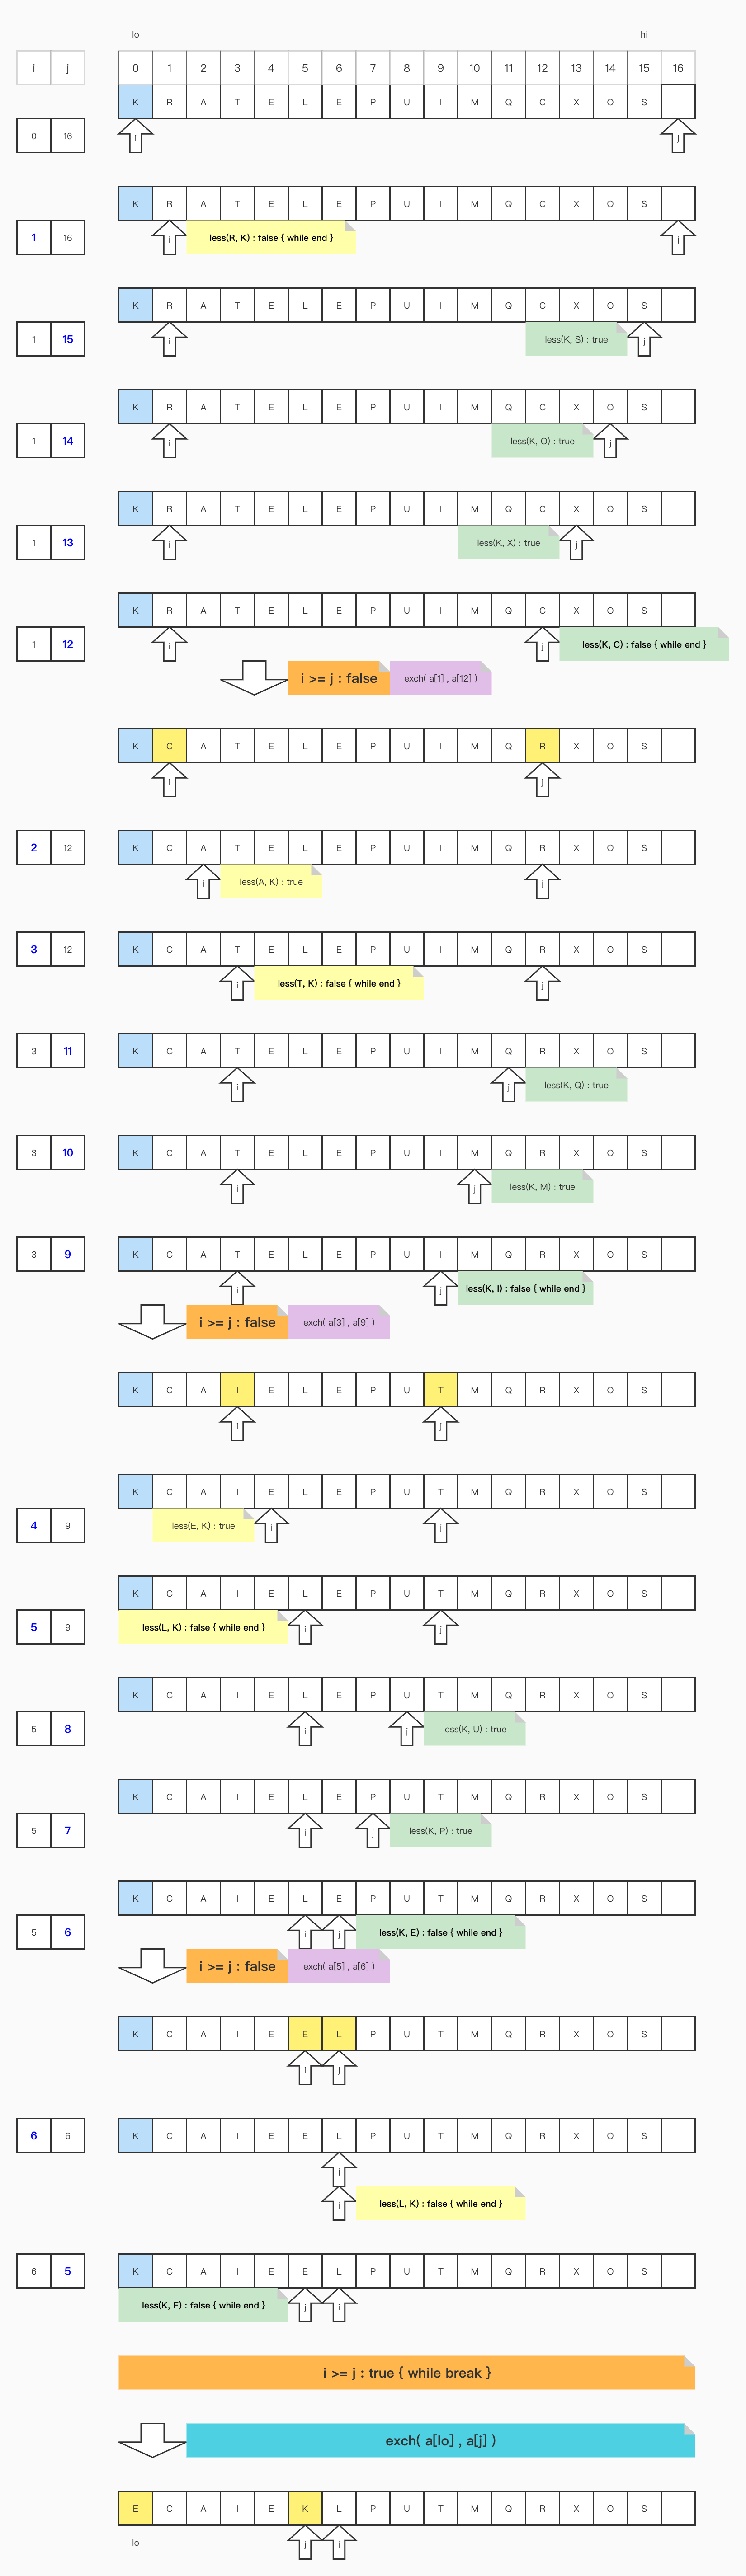 lo hi
i j 0 1 2 3 4 5 6 7 8 9 10 11 12 13 14 15 16
K R A T E L E P U I M Q C X O S
0 16 i j
K R A T E L E P U I M Q C X O S
1 16 i less(R, K) : false { while end } j
K R A T E L E P U I M Q C X O S
1 15 i less(K, S) : true j
K R A T E L E P U I M Q C X O S
1 14 i less(K, O) : true j
K R A T E L E P U I M Q C X O S
1 13 i less(K, X) : true j
K R A T E L E P U I M Q C X O S
1 12 i j less(K, C) : false { while end }
i >= j : false exch( a[1] , a[12] )
K C A T E L E P U I M Q R X O S
i j
2 12 K C A T E L E P U I M Q R X O S
i less(A, K) : true j
3 12 K C A T E L E P U I M Q R X O S
i less(T, K) : false { while end } j
3 11 K C A T E L E P U I M Q R X O S
i j less(K, Q) : true
3 10 K C A T E L E P U I M Q R X O S
i j less(K, M) : true
3 9 K C A T E L E P U I M Q R X O S
i j less(K, I) : false { while end }
i >= j : false exch( a[3] , a[9] )
K C A I E L E P U T M Q R X O S
i j
K C A I E L E P U T M Q R X O S
4 9 less(E, K) : true i j
K C A I E L E P U T M Q R X O S
5 9 less(L, K) : false { while end } i j
K C A I E L E P U T M Q R X O S
5 8 i j less(K, U) : true
K C A I E L E P U T M Q R X O S
5 7 i j less(K, P) : true
K C A I E L E P U T M Q R X O S
5 6 i j less(K, E) : false { while end }
i >= j : false exch( a[5] , a[6] )
K C A I E E L P U T M Q R X O S
i j
6 6 K C A I E E L P U T M Q R X O S
j
i less(L, K) : false { while end }
6 5 K C A I E E L P U T M Q R X O S
less(K, E) : false { while end } j i
i >= j : true { while break }
exch( a[lo] , a[j] )
E C A I E K L P U T M Q R X O S
lo j i